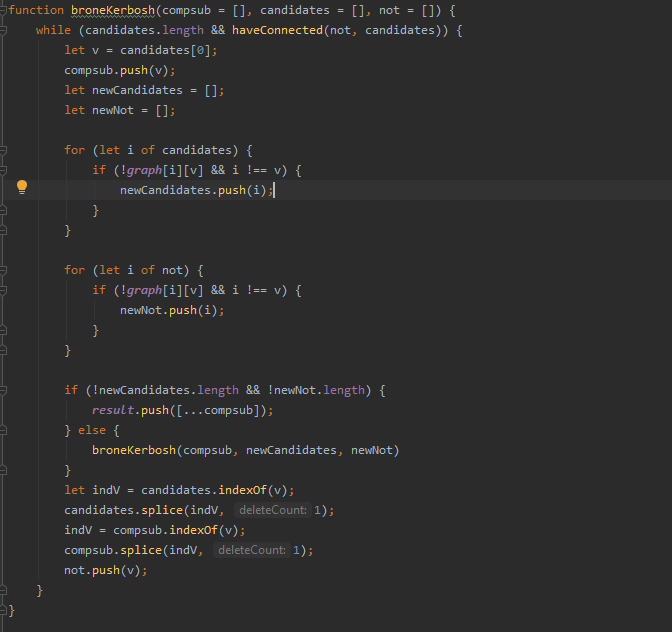 function broneKerbosh(compsub = [], candidates = [], not = []) {
    while (candidates.length && haveConnected(not, candidates)) {
        let v = candidates[0];
        compsub.push(v);
        let newCandidates = [];
        let newNot = [];

        for (let i of candidates) {
            if (!graph[i][v] && i !== v) {
                newCandidates.push(i);
            }
        }

        for (let i of not) {
            if (!graph[i][v] && i !== v) {
                newNot.push(i);
            }
        }

        if (!newCandidates.length && !newNot.length) {
            result.push([...compsub]);
        } else {
            broneKerbosh(compsub, newCandidates, newNot)
        }
        let indV = candidates.indexOf(v);
        candidates.splice(indV, deleteCount: 1);
        indV = compsub.indexOf(v);
        compsub.splice(indV, deleteCount: 1);
        not.push(v);
    }
}